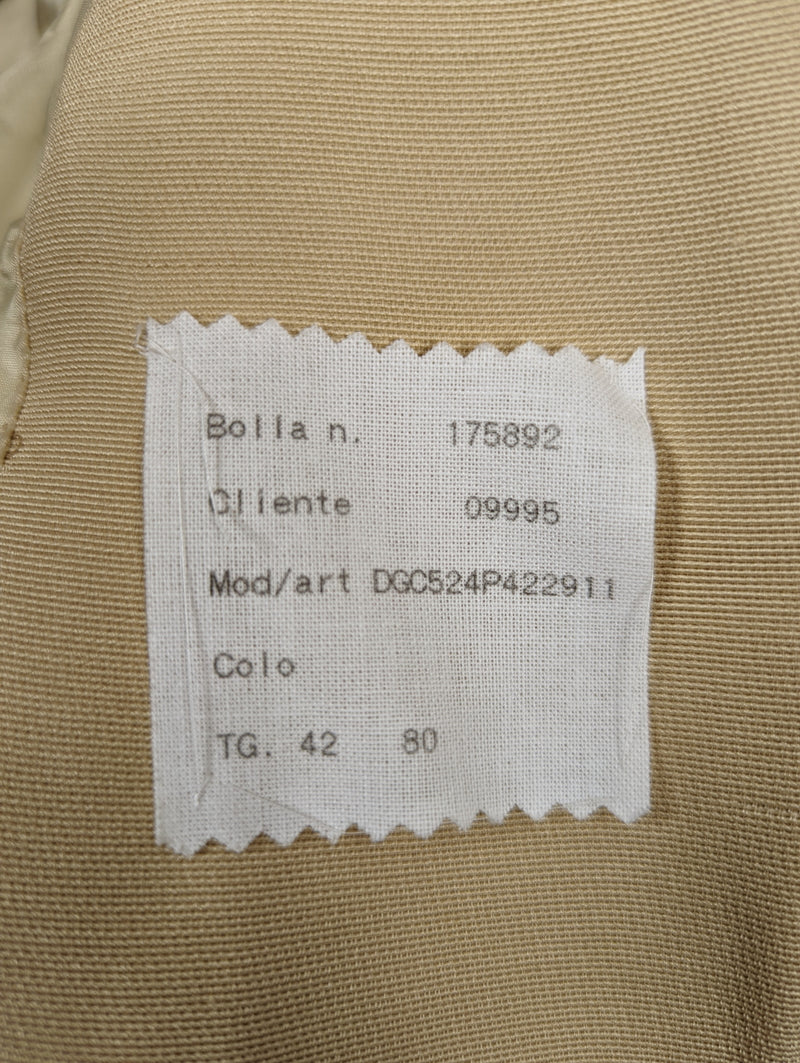 Bolla n. 175892
Cliente 09995
Mod/art DGC524P422911
Colo
TG. 42 80